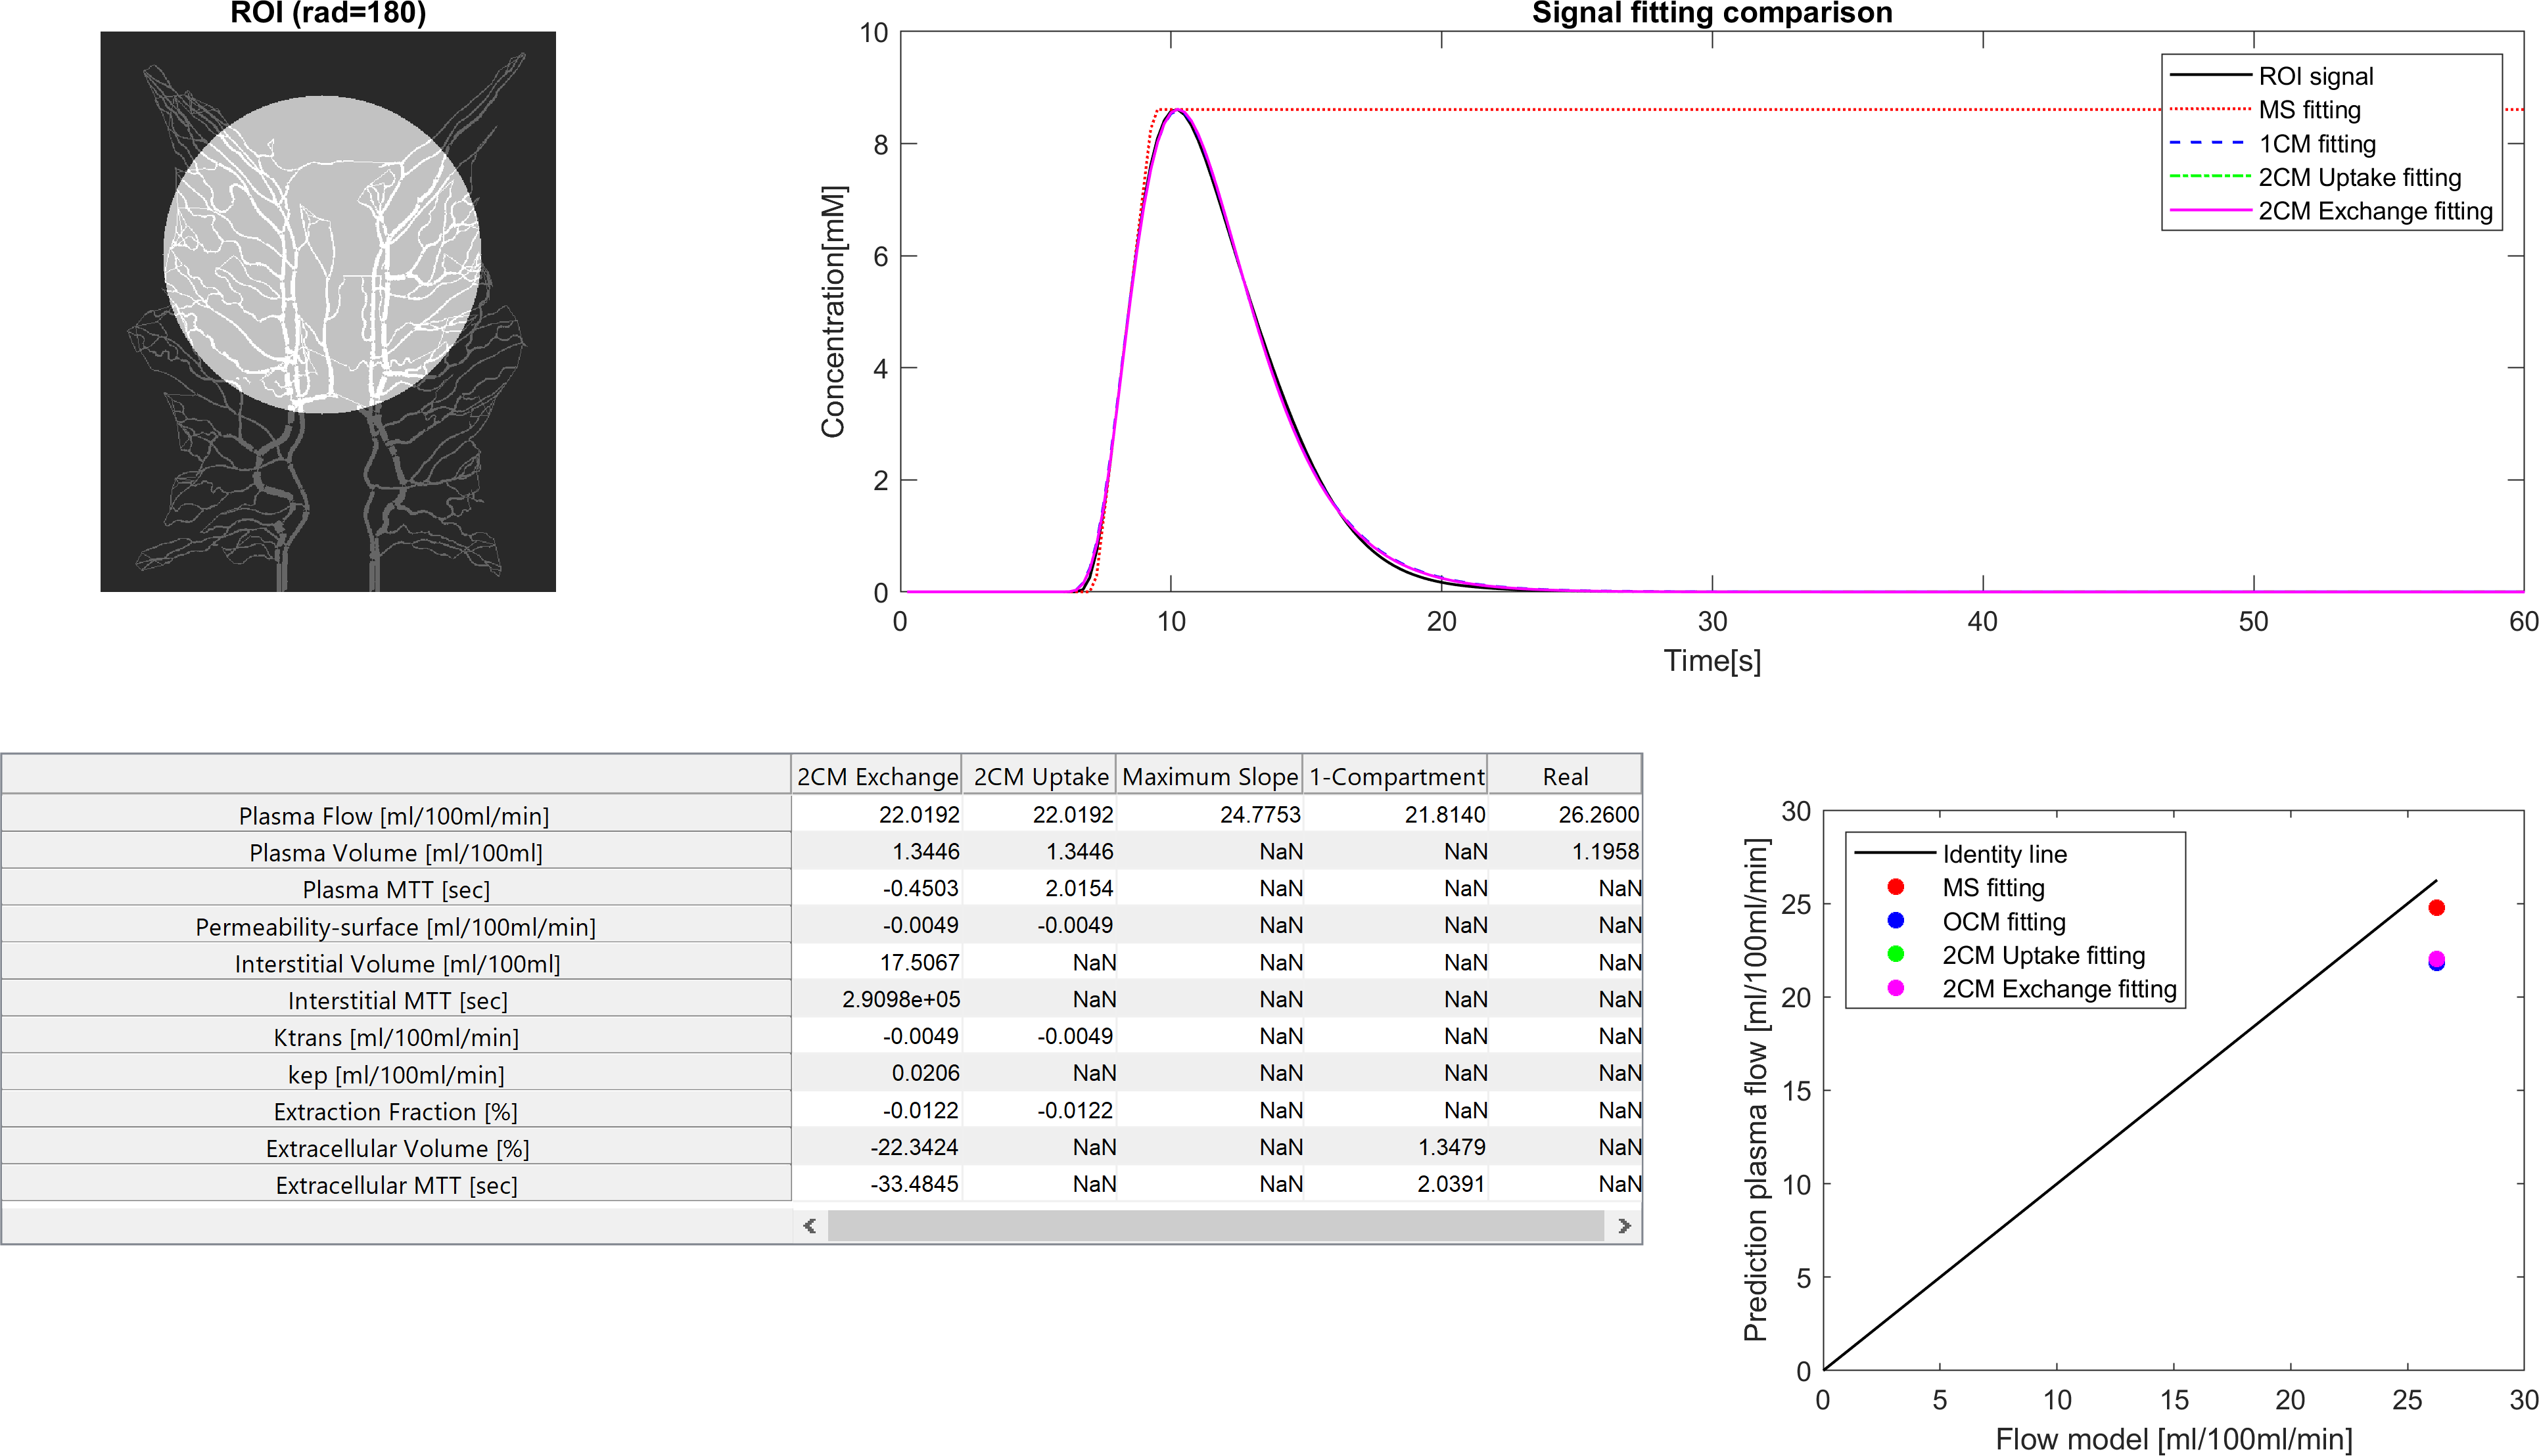 ROI (rad=180)
Signal fitting comparison
Concentration[mM]
10
8
6
4
2
0
0 10 20 30 40 50 60
Time[s]
ROI signal
MS fitting
1CM fitting
2CM Uptake fitting
2CM Exchange fitting
2CM Exchange 2CM Uptake Maximum Slope 1-Compartment Real
Plasma Flow [ml/100ml/min] 22.0192 22.0192 24.7753 21.8140 26.2600
Plasma Volume [ml/100ml] 1.3446 1.3446 NaN NaN 1.1958
Plasma MTT [sec] -0.4503 2.0154 NaN NaN NaN
Permeability-surface [ml/100ml/min] -0.0049 -0.0049 NaN NaN NaN
Interstitial Volume [ml/100ml] 17.5067 NaN NaN NaN NaN
Interstitial MTT [sec] 2.9098e+05 NaN NaN NaN NaN
Ktrans [ml/100ml/min] -0.0049 -0.0049 NaN NaN NaN
kep [ml/100ml/min] 0.0206 NaN NaN NaN NaN
Extraction Fraction [%] -0.0122 -0.0122 NaN NaN NaN
Extracellular Volume [%] -22.3424 NaN NaN 1.3479 NaN
Extracellular MTT [sec] -33.4845 NaN NaN 2.0391 NaN
Prediction plasma flow [ml/100ml/min]
30
25
20
15
10
5
0
0 5 10 15 20 25 30
Flow model [ml/100ml/min]
Identity line
MS fitting
OCM fitting
2CM Uptake fitting
2CM Exchange fitting